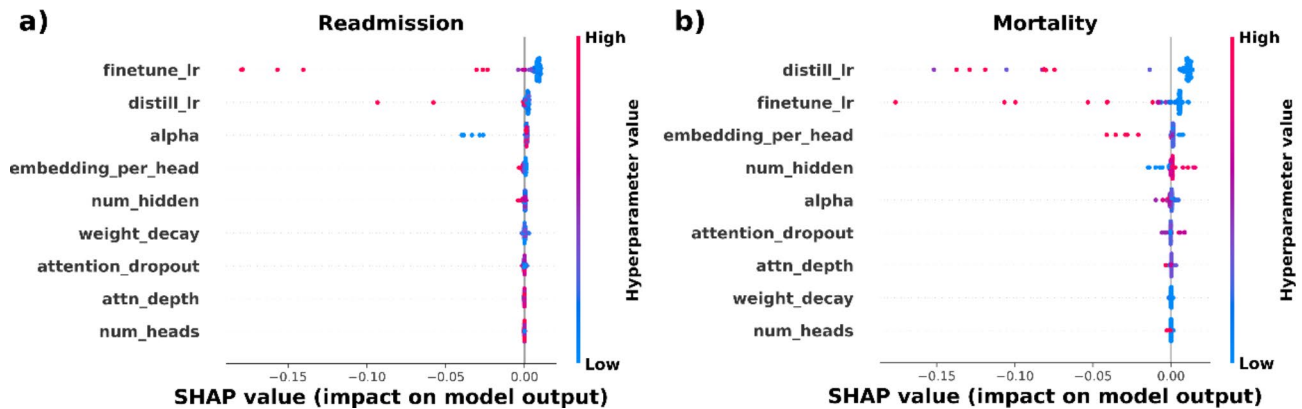 a)
Readmission
High
finetune_lr
distill_lr
alpha
embedding_per_head
num_hidden
weight_decay
attention_dropout
attn_depth
num_heads
Low
Hyperparameter value
−0.15 −0.10 −0.05 0.00
SHAP value (impact on model output)
b)
Mortality
High
distill_lr
finetune_lr
embedding_per_head
num_hidden
alpha
attention_dropout
attn_depth
weight_decay
num_heads
Low
Hyperparameter value
−0.15 −0.10 −0.05 0.00
SHAP value (impact on model output)